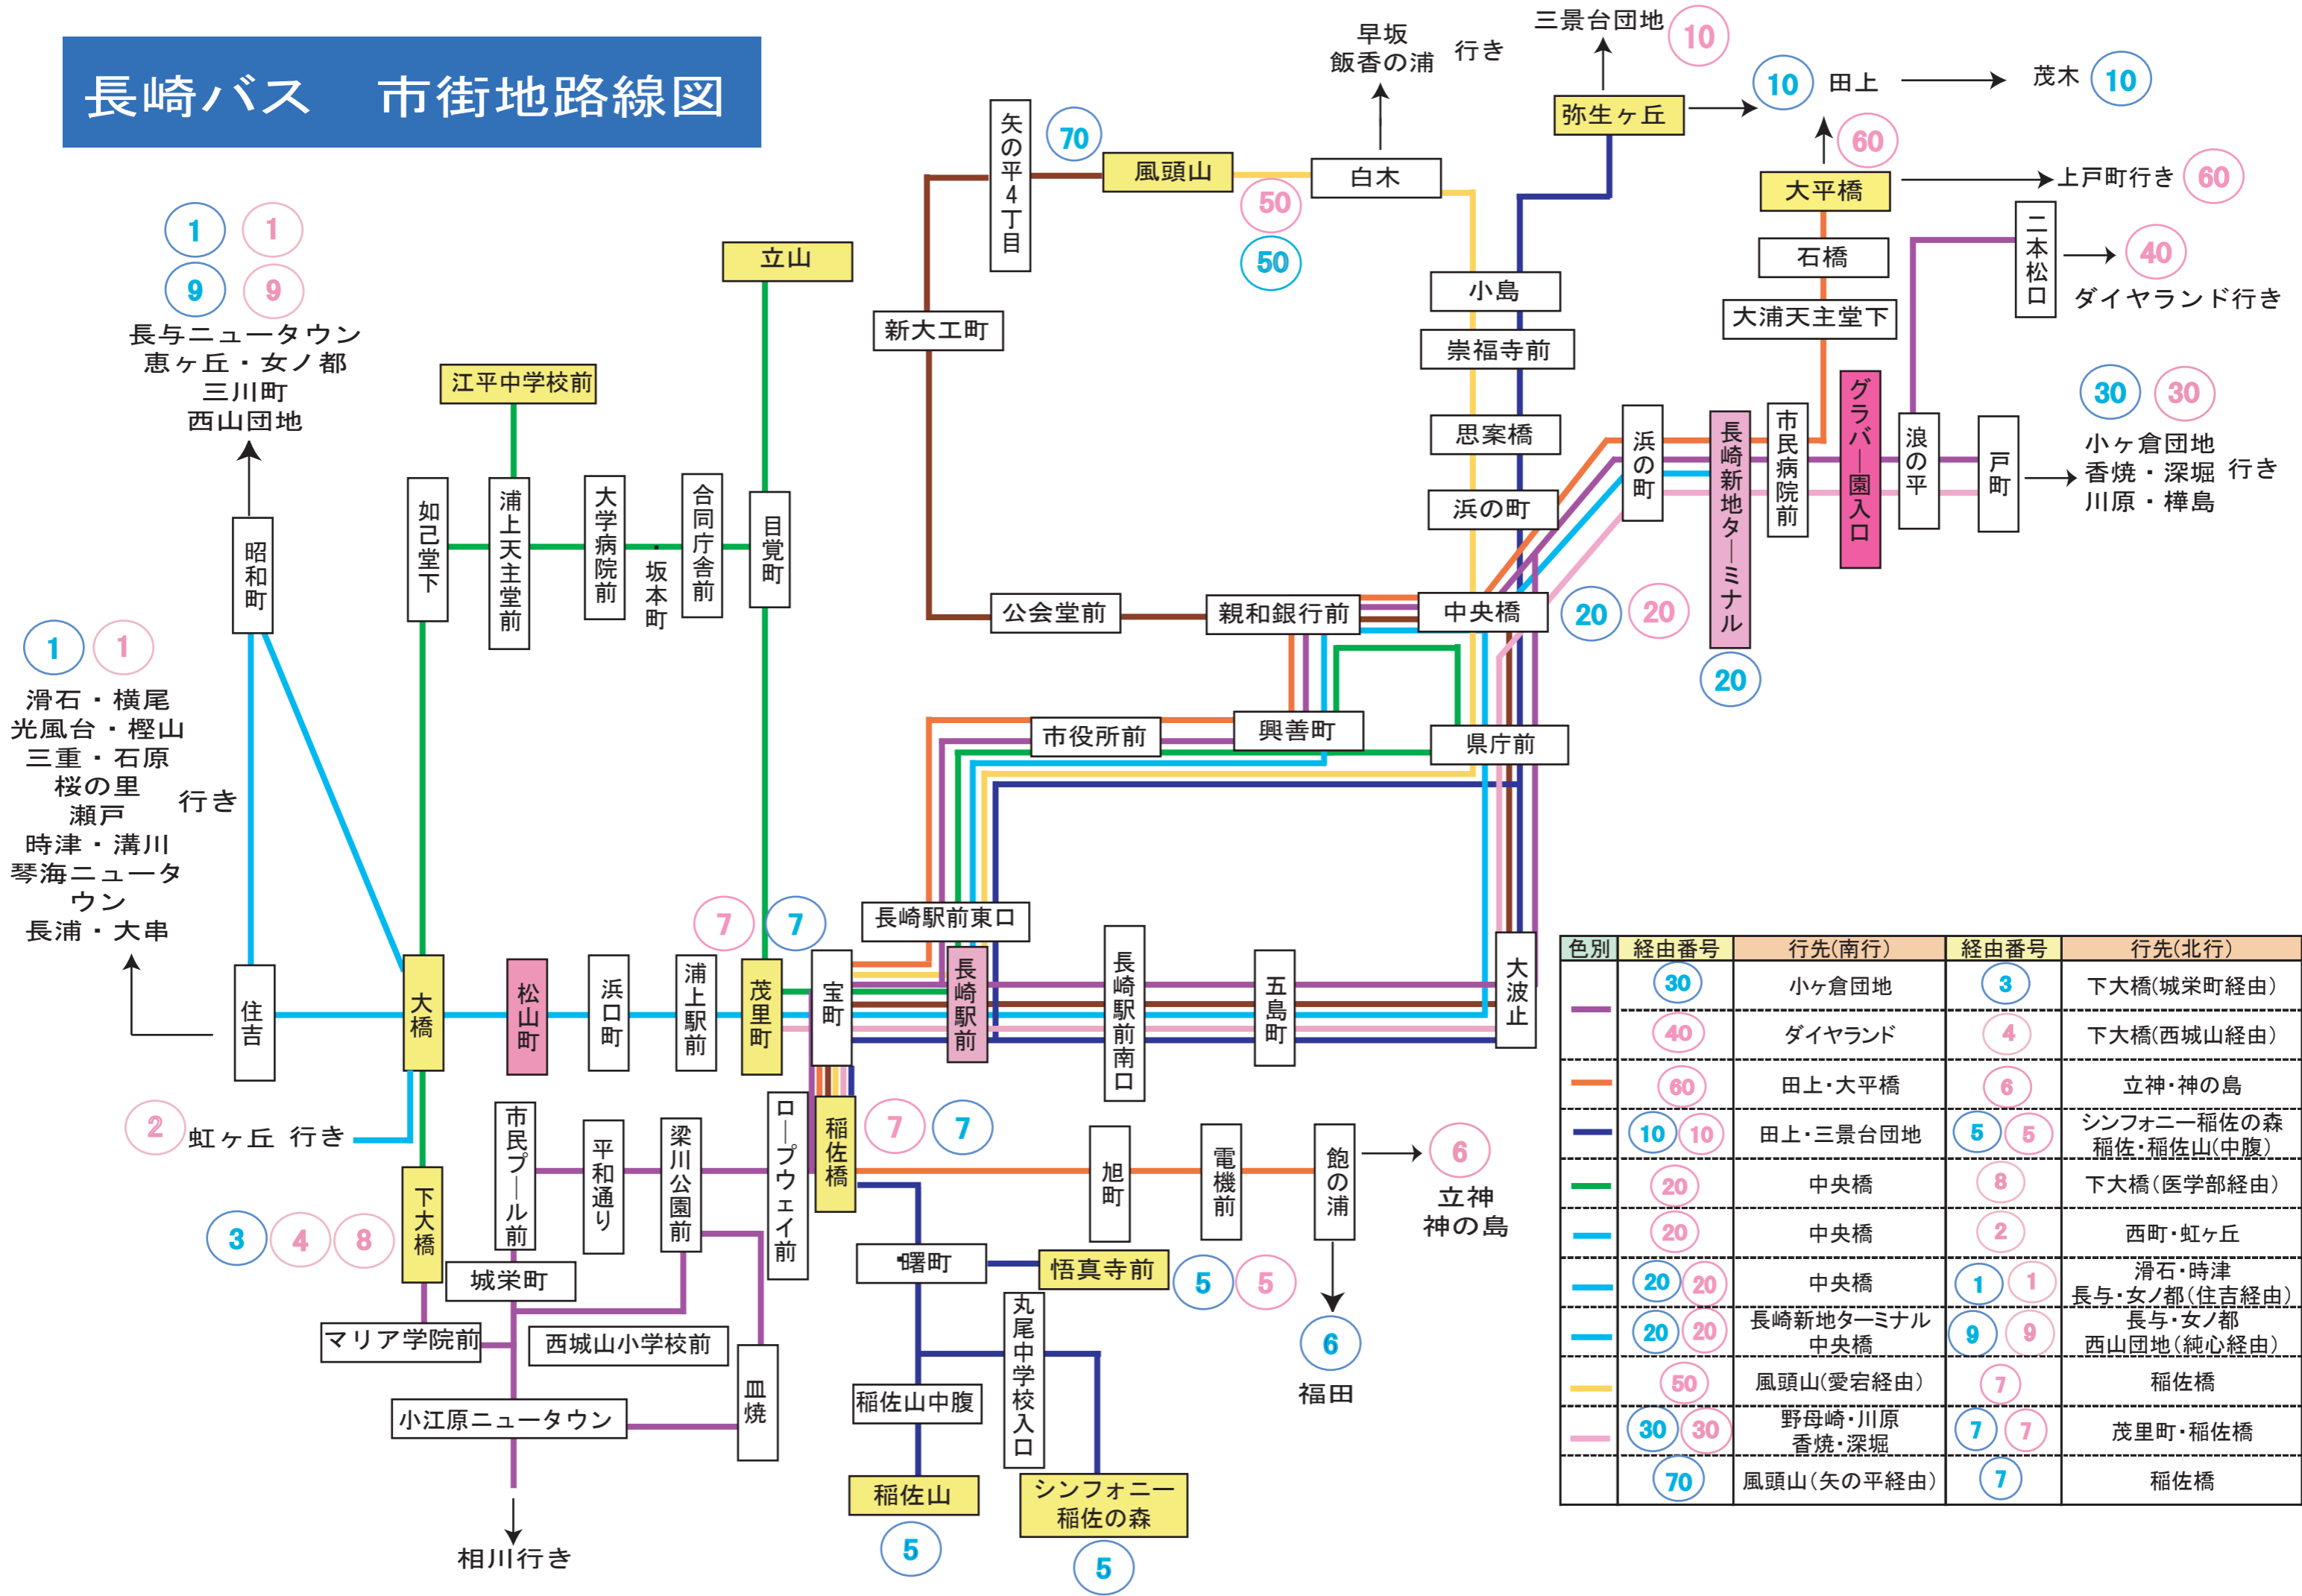 長崎バス　市街地路線図
三景台団地 10
早坂
飯香の浦 行き
10 田上 茂木 10
弥生ヶ丘
60
矢の平4丁目
70
風頭山
白木
50
50
大平橋
上戸町行き 60
1 1
9 9
長与ニュータウン
恵ヶ丘・女ノ都
三川町
西山団地
立山
石橋
二本松口
40
ダイヤランド行き
小島
大浦天主堂下
新大工町
崇福寺前
江平中学校前
思案橋
浜の町
浜の町
長崎新地ターミナル
市民病院前
グラバー園入口
浪の平
戸町
30 30
小ヶ倉団地
香焼・深堀 行き
川原・樺島
如己堂下
浦上天主堂前
大学病院前
・坂本町
合同庁舎前
目覚町
昭和町
公会堂前
親和銀行前
中央橋
20 20
20
1 1
滑石・横尾
光風台・樫山
三重・石原
桜の里
瀬戸
時津・溝川
琴海ニュータ
ウン
長浦・大串
行き
市役所前
興善町
県庁前
7 7
長崎駅前東口
住吉
大橋
松山町
浜口町
浦上駅前
茂里町
宝町
長崎駅前
長崎駅前南口
五島町
大波止
2 虹ヶ丘 行き
市民プール前
平和通り
梁川公園前
ロープウェイ前
稲佐橋
7 7
旭町
電機前
飽の浦
6
立神
神の島
3 4 8
下大橋
城栄町
・曙町
悟真寺前
5 5
6
福田
マリア学院前
西城山小学校前
皿焼
丸尾中学校入口
小江原ニュータウン
稲佐山中腹
稲佐山
5
シンフォニー
稲佐の森
5
相川行き
色別 経由番号 行先(南行) 経由番号 行先(北行)
30 小ヶ倉団地 3 下大橋(城栄町経由)
40 ダイヤランド 4 下大橋(西城山経由)
60 田上・大平橋 6 立神・神の島
10 10 田上・三景台団地 5 5 シンフォニー稲佐の森
稲佐・稲佐山(中腹)
20 中央橋 8 下大橋(医学部経由)
20 中央橋 2 西町・虹ヶ丘
20 20 中央橋 1 1 滑石・時津
長与・女ノ都(住吉経由)
20 20 長崎新地ターミナル
中央橋 9 9 長与・女ノ都
西山団地(純心経由)
50 風頭山(愛宕経由) 7 稲佐橋
30 30 野母崎・川原
香焼・深堀 7 7 茂里町・稲佐橋
70 風頭山(矢の平経由) 7 稲佐橋